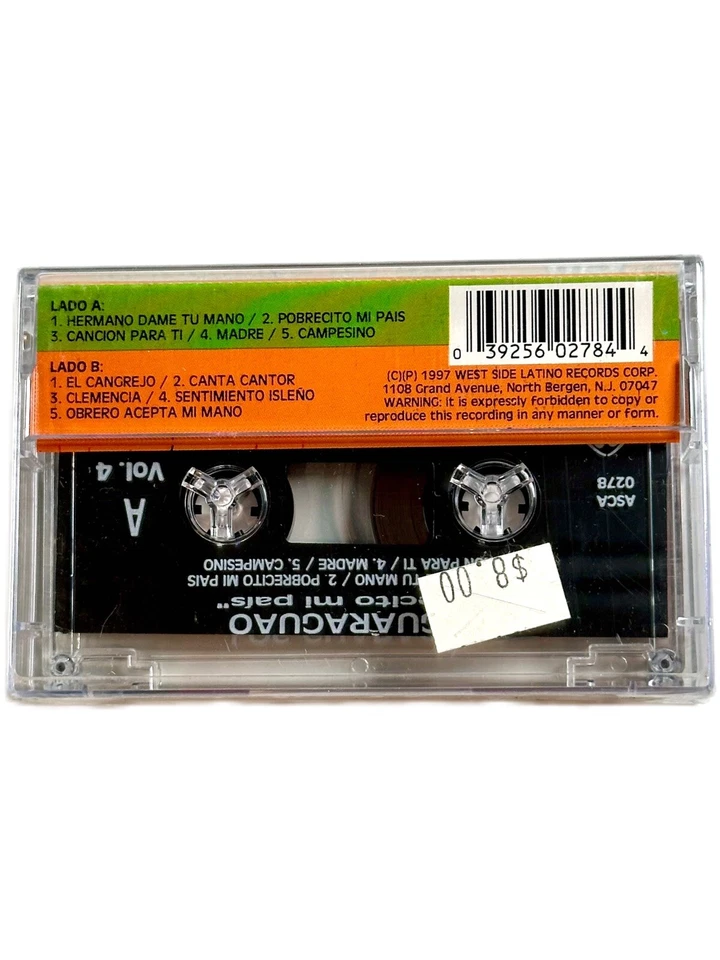 LADO A:
1. HERMANO DAME TU MANO / 2. POBRECITO MI PAIS
3. CANCION PARA TI / 4. MADRE / 5. CAMPESINO
LADO B:
1. EL CANGREJO / 2. CANTA CANTOR
3. CLEMENCIA / 4. SENTIMIENTO ISLEÑO
5. OBRERO ACEPTA MI MANO
0 39256 02784 4
(C)(P) 1997 WEST SIDE LATINO RECORDS CORP.
1108 Grand Avenue, North Bergen, N.J. 07047
WARNING: it is expressly forbidden to copy or
reproduce this recrding in any manner or form.
GUARAGUAO
ecito mi país"
TU MANO / 2. POBRECITO MI PAIS
PARA TI / 4. MADRE / 5. CAMPESINO
A
Vol. 4
ASCA
0278
$8.00